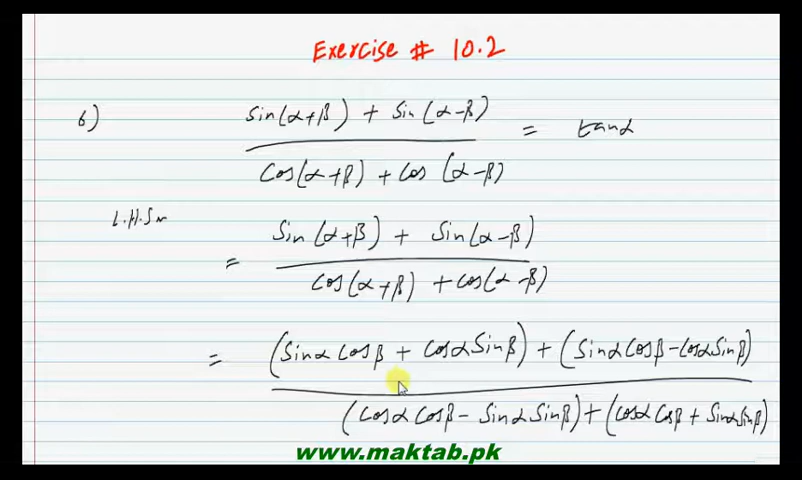 Exercise # 10.2
6) Sin(α+β) + Sin(α-β) / Cos(α+β) + Cos(α-β) = tanα
L.H.S
= Sin(α+β) + Sin(α-β) / Cos(α+β) + Cos(α-β)
= (Sinα Cosβ + Cosα Sinβ) + (Sinα Cosβ - Cosα Sinβ) / (Cosα Cosβ - Sinα Sinβ) + (Cosα Cosβ + Sinα Sinβ)
www.maktab.pk